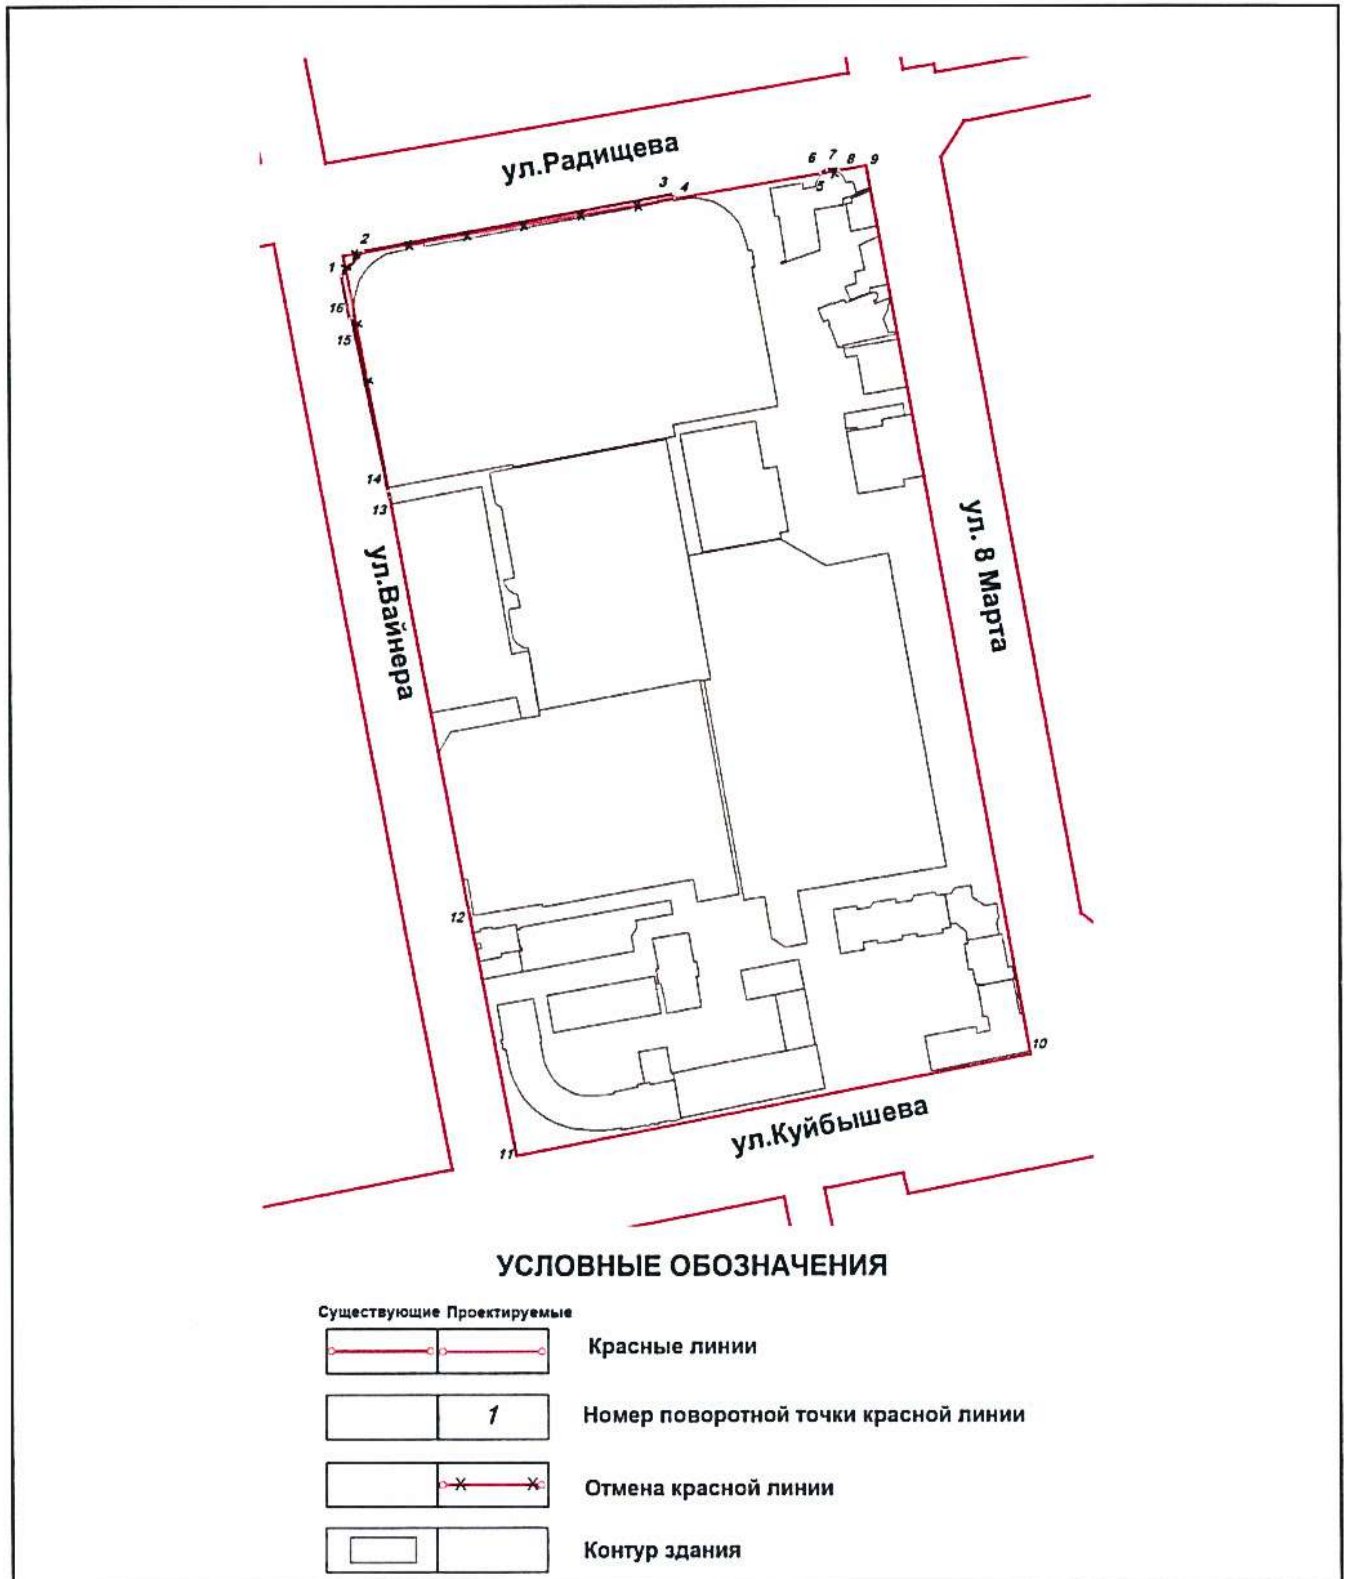 ул.Радищева
1
2
3
4
5
6
7
8
9
16
15
14
13
ул.Вайнера
ул. 8 Марта
12
10
11
ул.Куйбышева
УСЛОВНЫЕ ОБОЗНАЧЕНИЯ
Существующие Проектируемые
Красные линии
1
Номер поворотной точки красной линии
Отмена красной линии
Контур здания